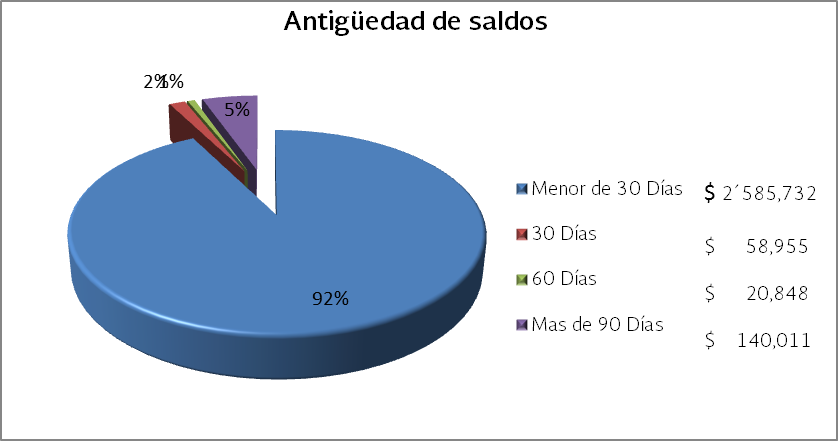 Antigüedad de saldos
2% 1%
5%
92%
Menor de 30 Días $ 2´585,732
30 Días $ 58,955
60 Días $ 20,848
Mas de 90 Días $ 140,011